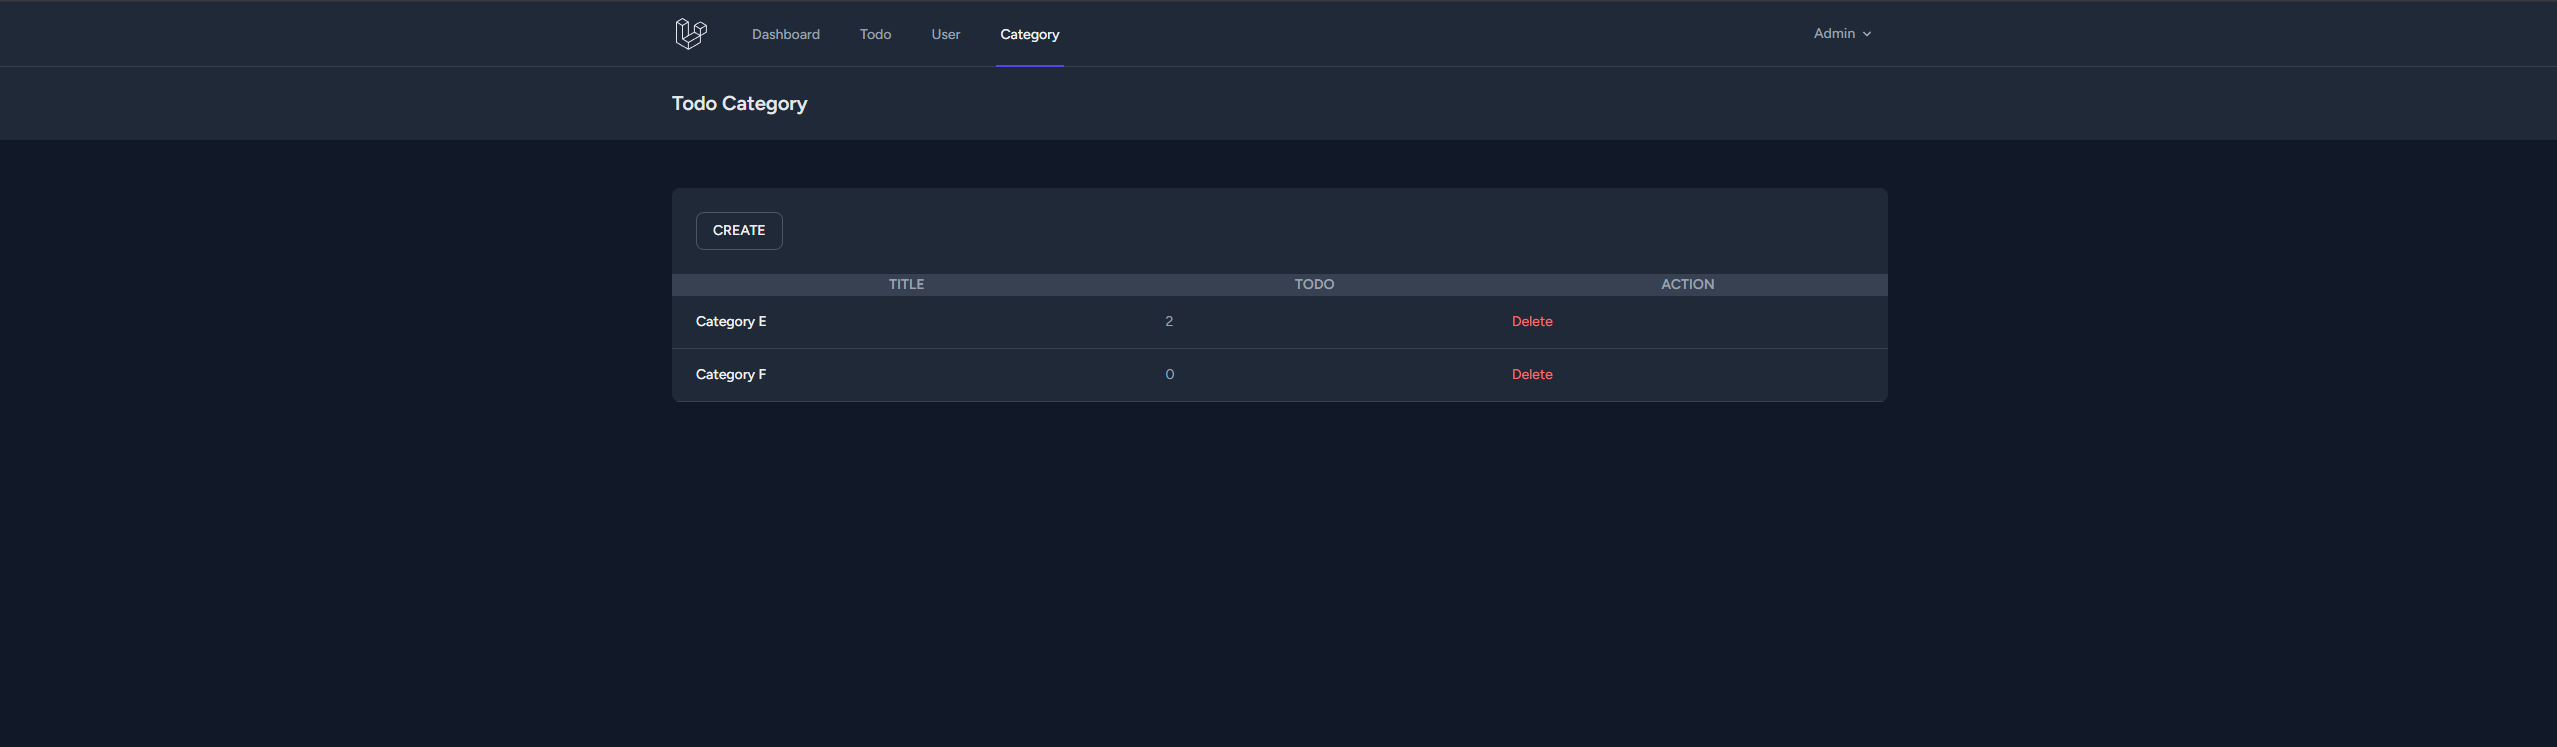 Dashboard Todo User Category Admin
Todo Category
CREATE
TITLE TODO ACTION
Category E 2 Delete
Category F 0 Delete